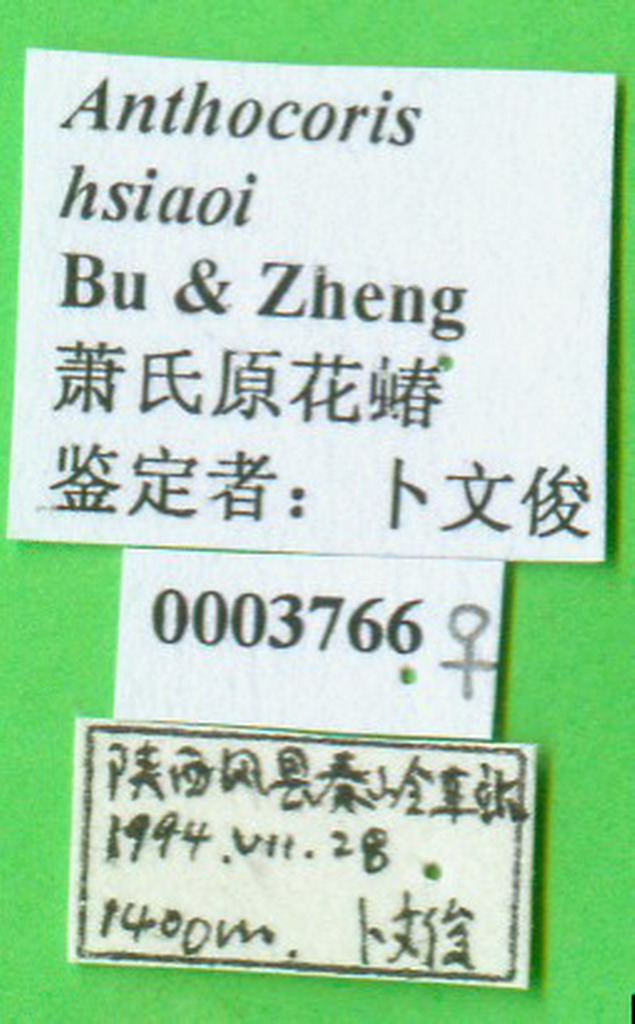 Anthocoris
hsiaoi
Bu & Zheng
萧氏原花蝽
鉴定者： 卜文俊
0003766 ♀
陕西凤县秦岭车站
1994.VII.28
1400m. 卜文俊